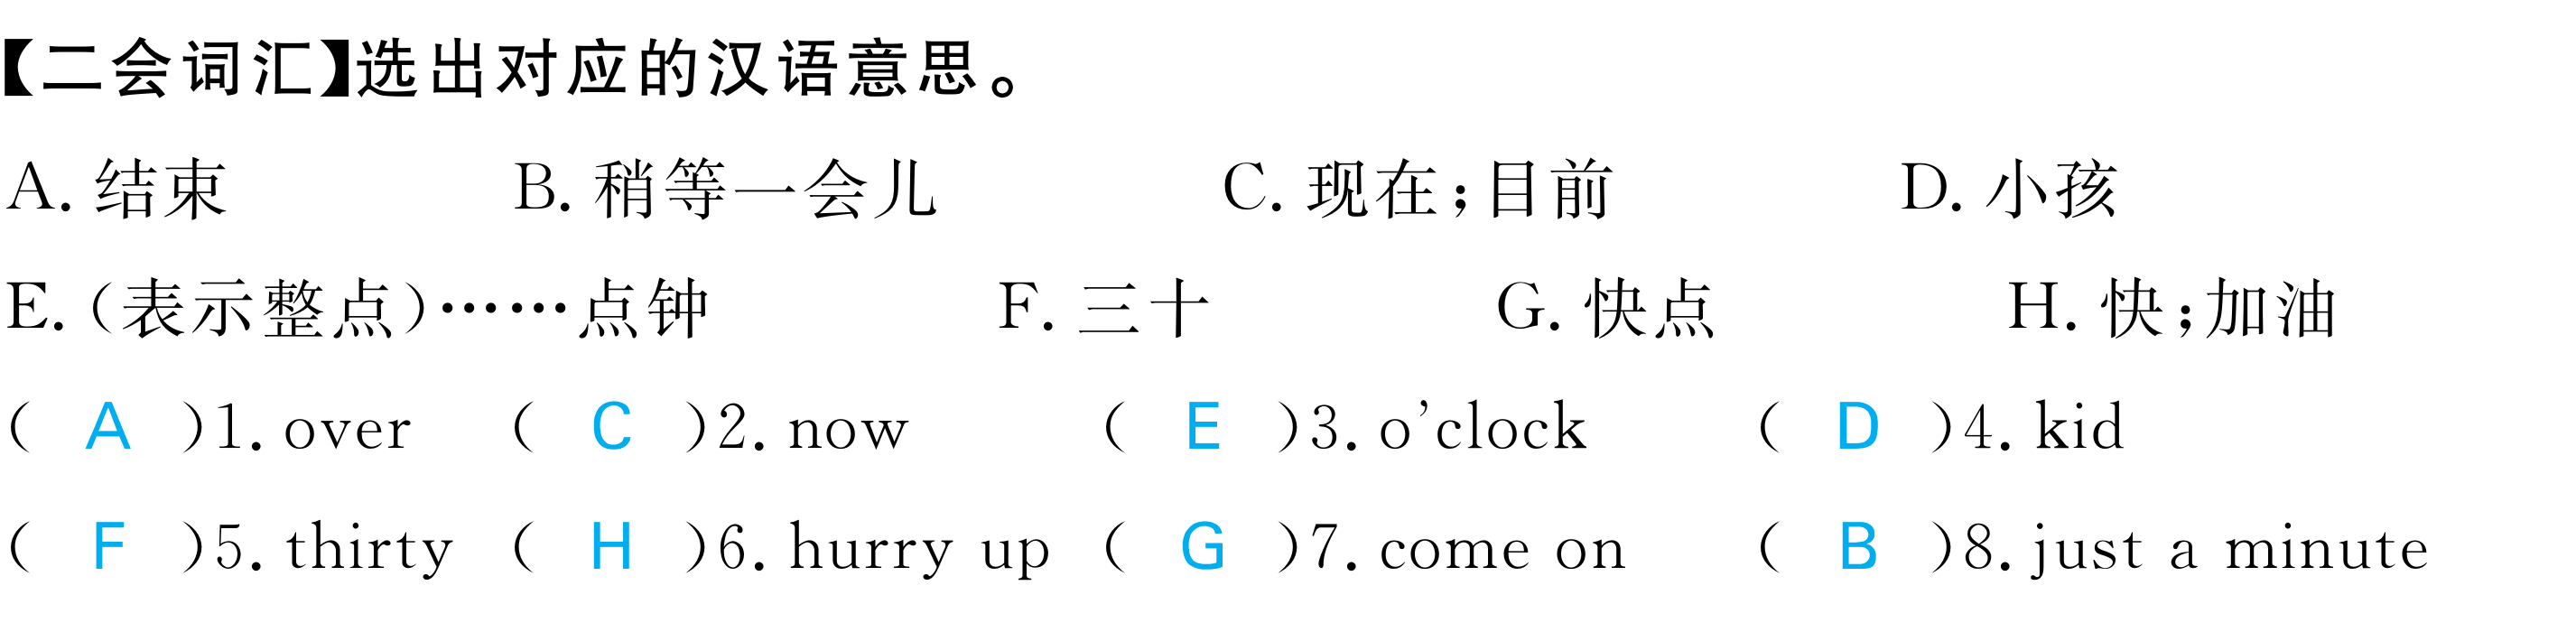 【二会词汇】选出对应的汉语意思。
A. 结束 B. 稍等一会儿 C. 现在;目前 D. 小孩
E. (表示整点)……点钟 F. 三十 G. 快点 H. 快;加油
( A )1. over ( C )2. now ( E )3. o’clock ( D )4. kid
( F )5. thirty ( H )6. hurry up ( G )7. come on ( B )8. just a minute